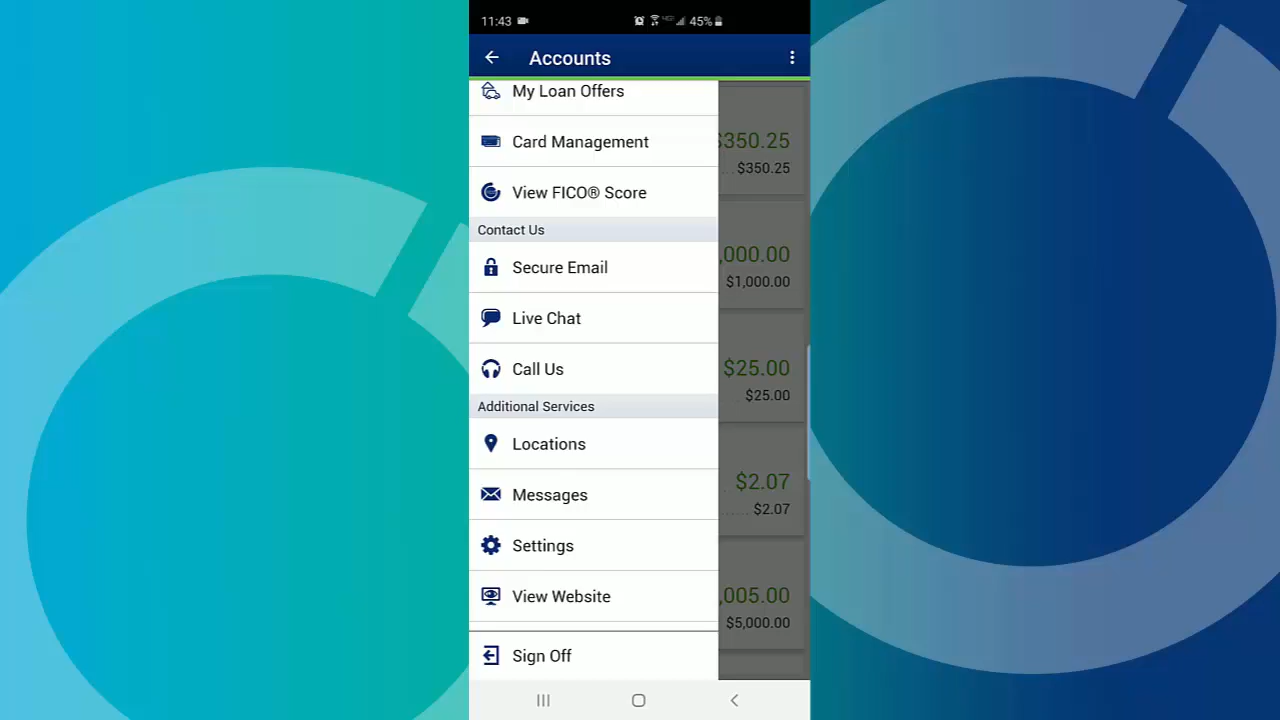 11:43 45%
Accounts
My Loan Offers
Card Management
$350.25
$350.25
View FICO® Score
Contact Us
,000.00
Secure Email
$1,000.00
Live Chat
Call Us
$25.00
$25.00
Additional Services
Locations
Messages
$2.07
$2.07
Settings
View Website
,005.00
$5,000.00
Sign Off